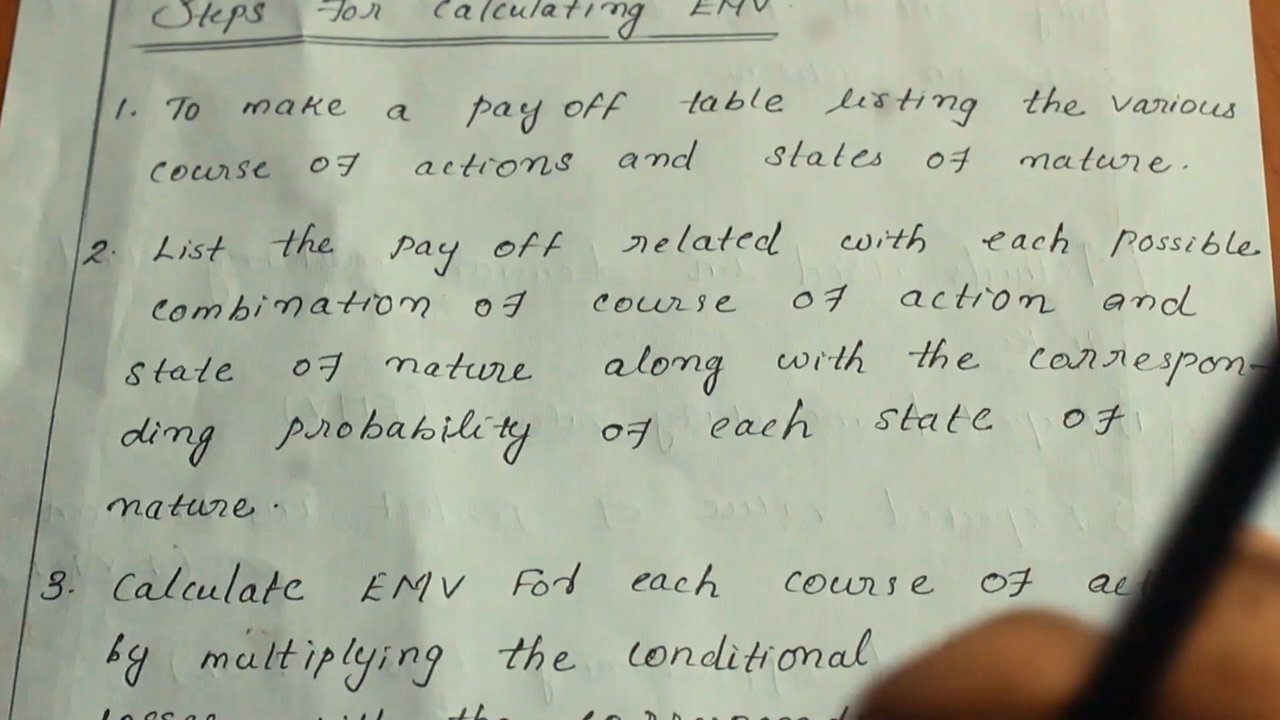 Steps For Calculating EMV.
1. To make a pay off table listing the various
course of actions and states of nature.
2. List the pay off related with each possible
combination of course of action and
state of nature along with the correspon-
ding probability of each state of
nature.
3. Calculate EMV For each course of
by multiplying the conditional
the